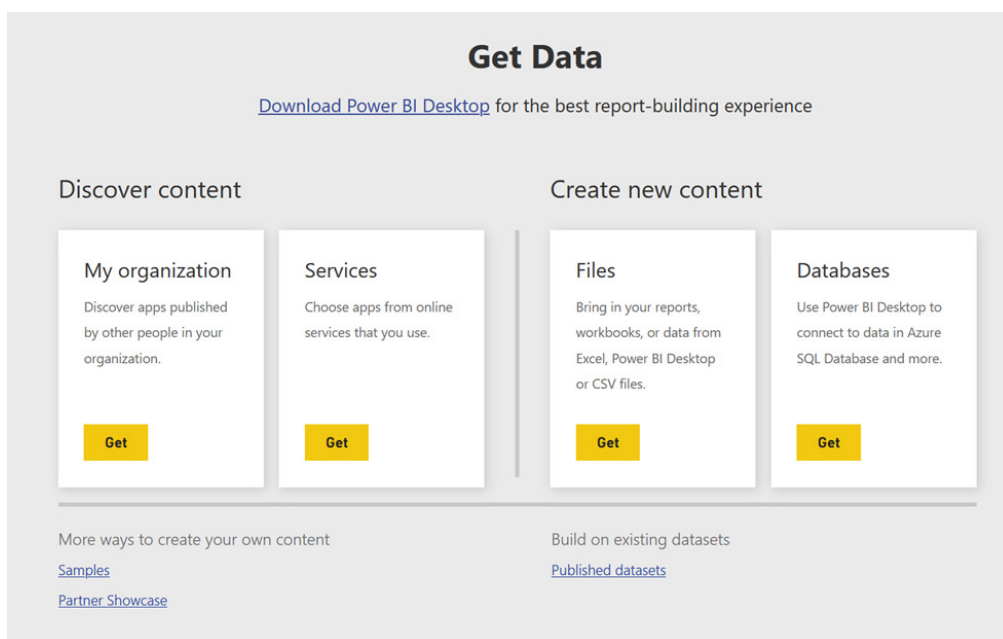 Get Data
Download Power BI Desktop for the best report-building experience
Discover content
My organization
Discover apps published
by other people in your
organization.
Get
Services
Choose apps from online
services that you use.
Get
Create new content
Files
Bring in your reports,
workbooks, or data from
Excel, Power BI Desktop
or CSV files.
Get
Databases
Use Power BI Desktop to
connect to data in Azure
SQL Database and more.
Get
More ways to create your own content
Samples
Partner Showcase
Build on existing datasets
Published datasets